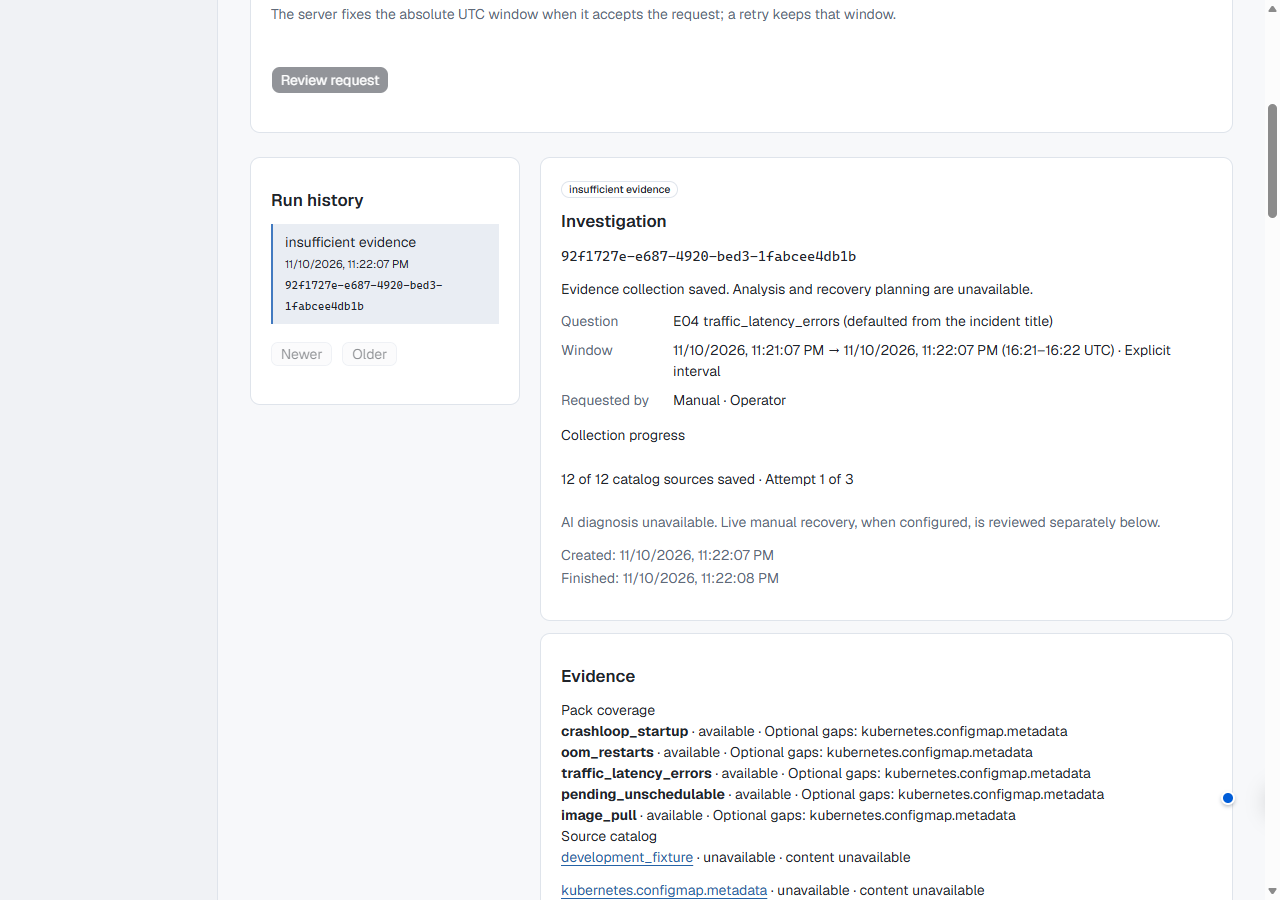 The server fixes the absolute UTC window when it accepts the request; a retry keeps that window.
Review request
Run history
insufficient evidence
11/10/2026, 11:22:07 PM
92f1727e-e687-4920-bed3-
1fabcee4db1b
Newer
Older
insufficient evidence
Investigation
92f1727e-e687-4920-bed3-1fabcee4db1b
Evidence collection saved. Analysis and recovery planning are unavailable.
Question E04 traffic_latency_errors (defaulted from the incident title)
Window 11/10/2026, 11:21:07 PM → 11/10/2026, 11:22:07 PM (16:21–16:22 UTC) · Explicit
interval
Requested by Manual · Operator
Collection progress
12 of 12 catalog sources saved · Attempt 1 of 3
AI diagnosis unavailable. Live manual recovery, when configured, is reviewed separately below.
Created: 11/10/2026, 11:22:07 PM
Finished: 11/10/2026, 11:22:08 PM
Evidence
Pack coverage
crashloop_startup · available · Optional gaps: kubernetes.configmap.metadata
oom_restarts · available · Optional gaps: kubernetes.configmap.metadata
traffic_latency_errors · available · Optional gaps: kubernetes.configmap.metadata
pending_unschedulable · available · Optional gaps: kubernetes.configmap.metadata
image_pull · available · Optional gaps: kubernetes.configmap.metadata
Source catalog
development_fixture · unavailable · content unavailable
kubernetes.configmap.metadata · unavailable · content unavailable